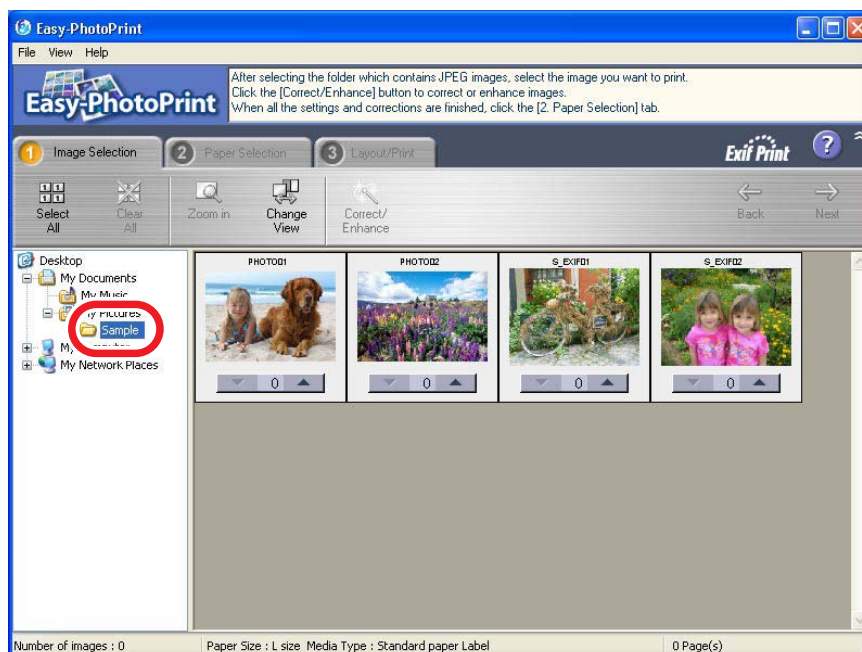 Easy-PhotoPrint
File View Help
Easy-PhotoPrint
After selecting the folder which contains JPEG images, select the image you want to print.
Click the [Correct/Enhance] button to correct or enhance images.
When all the settings and corrections are finished, click the [2. Paper Selection] tab.
1 Image Selection 2 Paper Selection 3 Layout/Print Exif Print ?
Select All
Clear All
Zoom in
Change View
Correct/ Enhance
Back
Next
Desktop
My Documents
My Music
My Pictures
Sample
My Network Places
PHOTO01 PHOTO02 S_EXIF01 S_EXIF02
0 0 0 0
Number of images : 0 Paper Size : L size Media Type : Standard paper Label 0 Page(s)